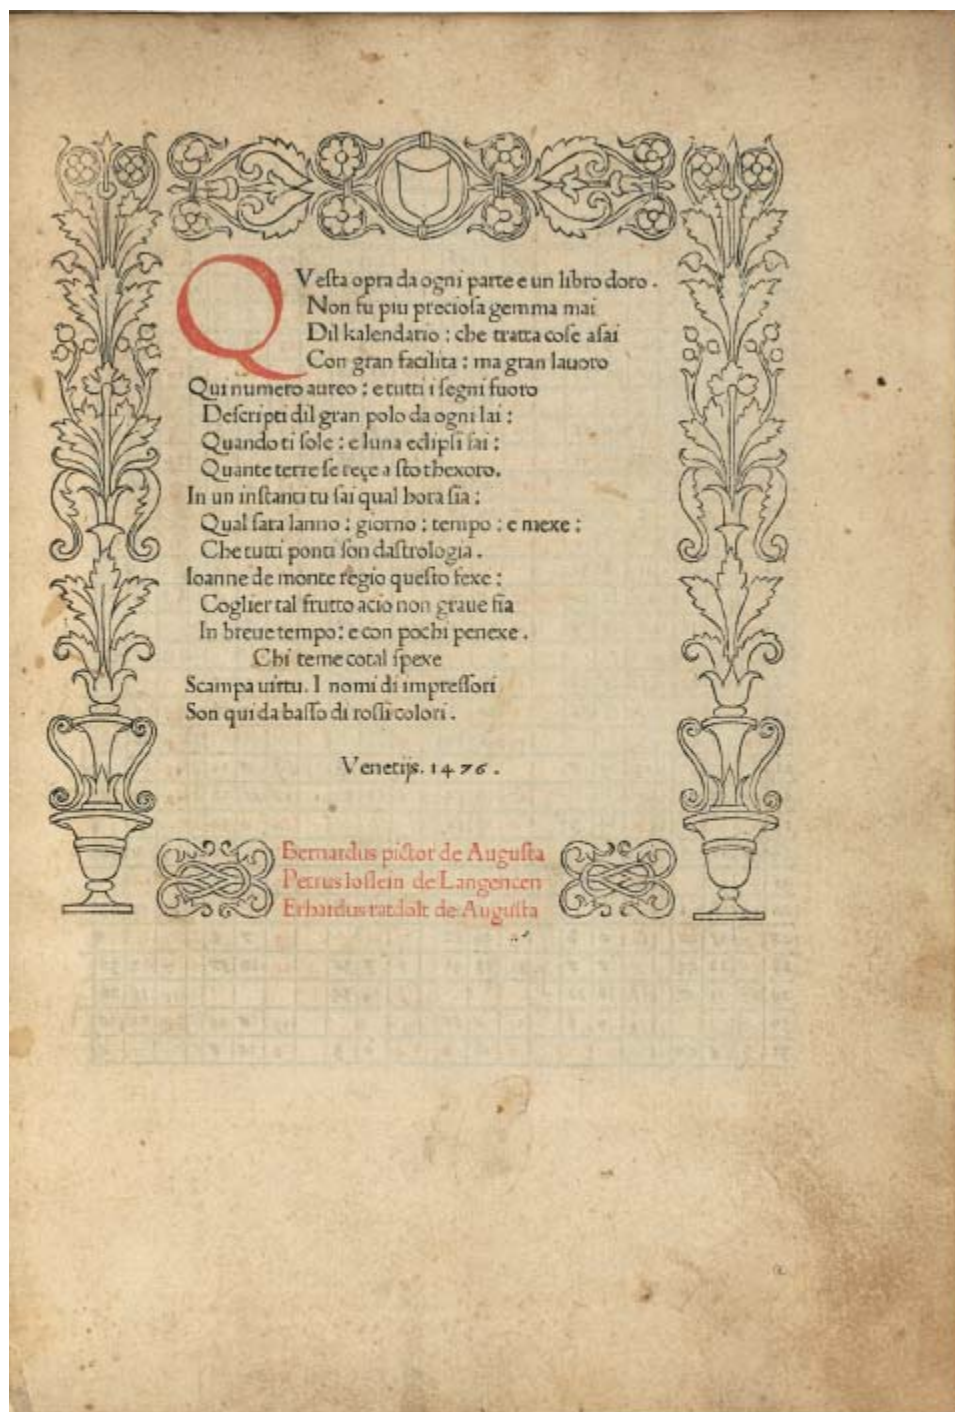 QVeſta opra da ogni parte e un libro doro.
Non fu piu precioſa gemma mai
Dil kalendario: che tratta coſe aſai
Con gran facilita: ma gran lauoro
Qui numero aureo: e tutti i ſegni fuoro
Deſcripti dil gran polo da ogni lai:
Quando ti ſole: e luna eclipſi fai:
Quante terre ſe reçe a ſto thexoro.
In un inſtanti tu ſai qual hora ſia:
Qual ſara lanno: giorno: tempo: e mexe:
Che tutti ponti ſon daſtrologia.
Ioanne de monte regio queſto fexe:
Coglier tal frutto acio non graue ſia
In breue tempo: e con pochi penexe.
Chi teme cotal ſpexe
Scampa uirtu. I nomi di impreſſori
Son qui da baſſo di roſſi colori.
Venetijs. 1476.
Bernardus pictor de Auguſta
Petrus loſlein de Langencen
Erhardus ratdolt de Auguſta